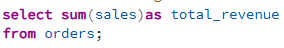 select sum(sales)as total_revenue
from orders;